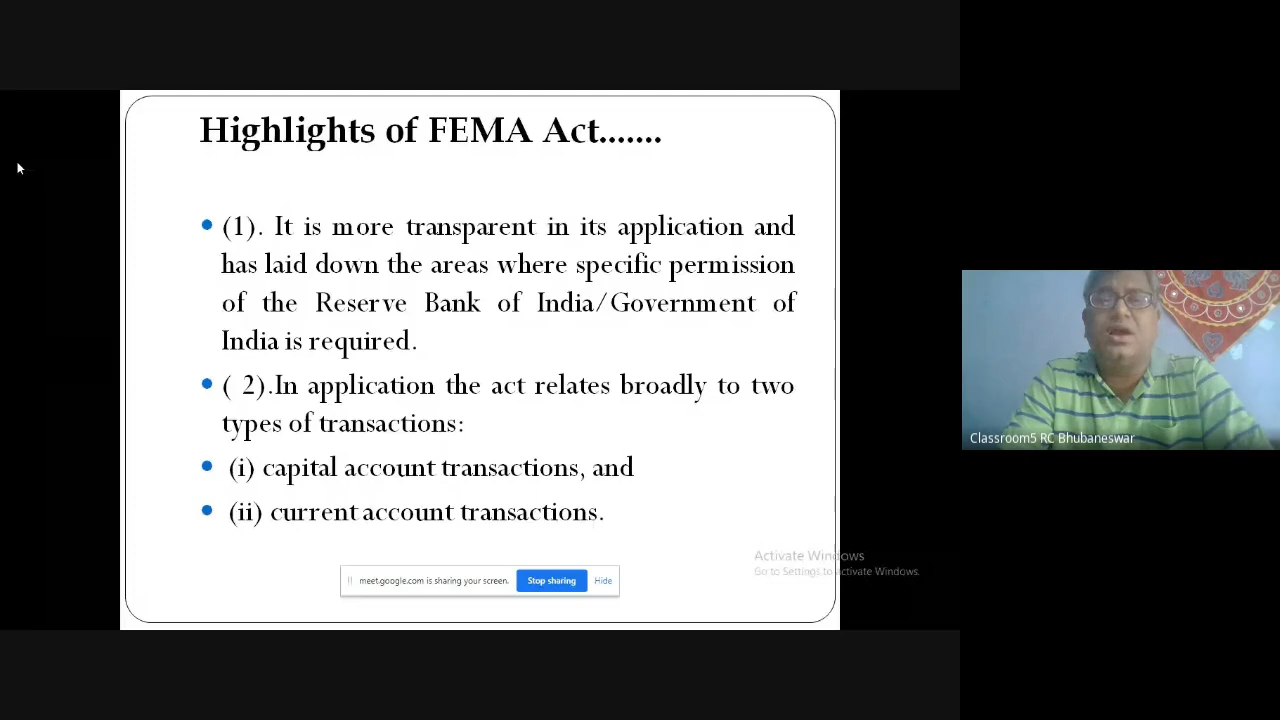 Highlights of FEMA Act.......
(1). It is more transparent in its application and
has laid down the areas where specific permission
of the Reserve Bank of India/Government of
India is required.
( 2).In application the act relates broadly to two
types of transactions:
(i) capital account transactions, and
(ii) current account transactions.
Activate Windows
Go to Settings to activate Windows.
meet.google.com is sharing your screen.
Stop sharing
Hide
Classroom5 RC Bhubaneswar